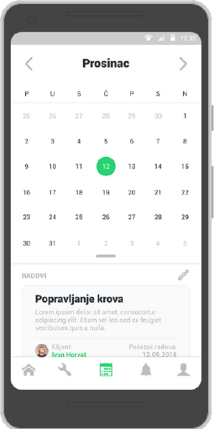 17:35
Prosinac
P U S Č P S N
25 26 27 28 29 30 1
2 3 4 5 6 7 8
9 10 11 12 13 14 15
16 17 18 19 20 21 22
23 24 25 26 27 28 29
30 31 1 2 3 4 5
RADOVI
Popravljanje krova
Lorem ipsum dolor sit amet, consectetur
adipiscing elit. Etiam vel leo sed ex feugiat
vestibulum quis a nulla.
Klijent: Početak radova:
Ivan Horvat 12.09.2018